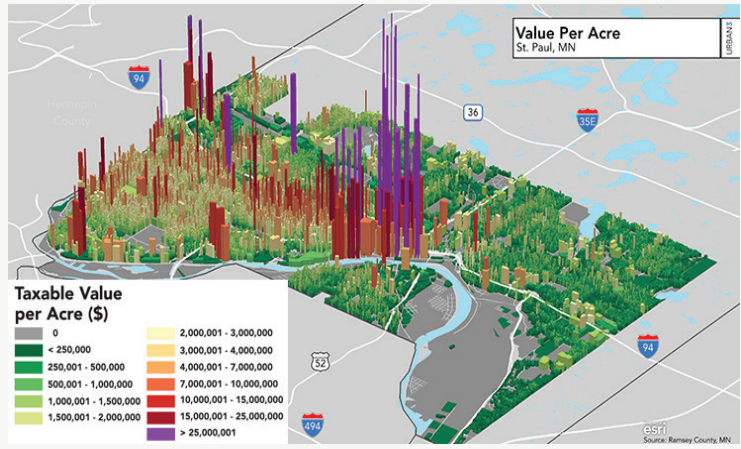 Value Per Acre
St. Paul, MN
URBAN3
94
Hennepin
County
36
35E
Taxable Value
per Acre ($)
0
< 250,000
250,001 - 500,000
500,001 - 1,000,000
1,000,001 - 1,500,000
1,500,001 - 2,000,000
2,000,001 - 3,000,000
3,000,001 - 4,000,000
4,000,001 - 7,000,000
7,000,001 - 10,000,000
10,000,001 - 15,000,000
15,000,001 - 25,000,000
> 25,000,001
52
94
494
esri
Source: Ramsey County, MN